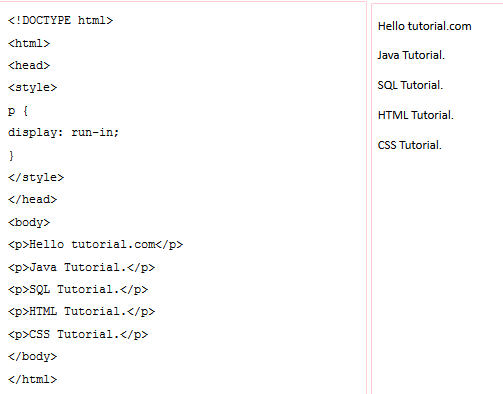 <!DOCTYPE html>
<html>
<head>
<style>
p {
display: run-in;
}
</style>
</head>
<body>
<p>Hello tutorial.com</p>
<p>Java Tutorial.</p>
<p>SQL Tutorial.</p>
<p>HTML Tutorial.</p>
<p>CSS Tutorial.</p>
</body>
</html>
Hello tutorial.com
Java Tutorial.
SQL Tutorial.
HTML Tutorial.
CSS Tutorial.